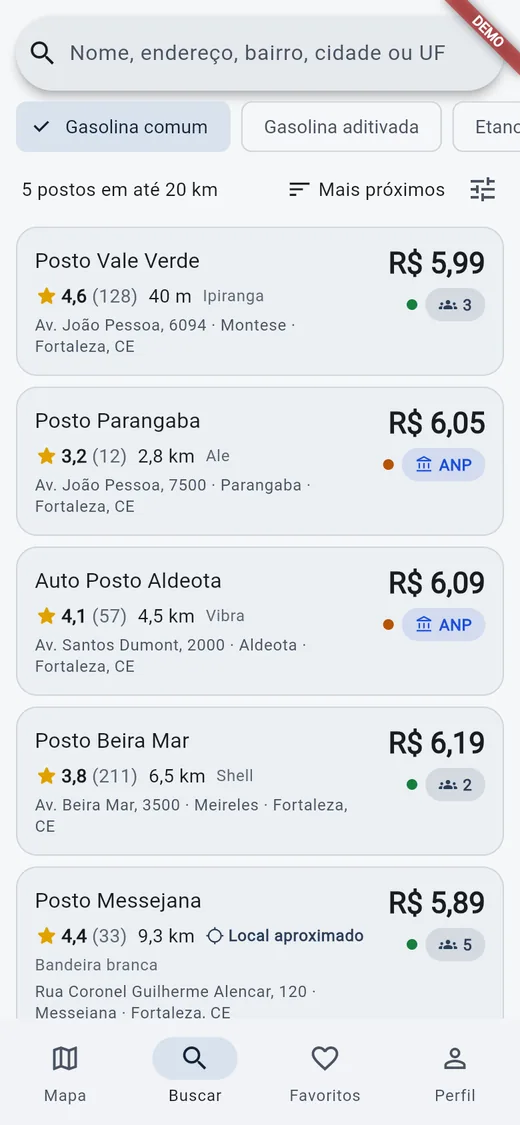 DEMO
Nome, endereço, bairro, cidade ou UF
Gasolina comum
Gasolina aditivada
Etano
5 postos em até 20 km
Mais próximos
Posto Vale Verde
R$ 5,99
4,6 (128) 40 m Ipiranga
3
Av. João Pessoa, 6094 · Montese ·
Fortaleza, CE
Posto Parangaba
R$ 6,05
3,2 (12) 2,8 km Ale
ANP
Av. João Pessoa, 7500 · Parangaba ·
Fortaleza, CE
Auto Posto Aldeota
R$ 6,09
4,1 (57) 4,5 km Vibra
ANP
Av. Santos Dumont, 2000 · Aldeota ·
Fortaleza, CE
Posto Beira Mar
R$ 6,19
3,8 (211) 6,5 km Shell
2
Av. Beira Mar, 3500 · Meireles · Fortaleza,
CE
Posto Messejana
R$ 5,89
4,4 (33) 9,3 km Local aproximado
5
Bandeira branca
Rua Coronel Guilherme Alencar, 120 ·
Messejana · Fortaleza, CE
Mapa
Buscar
Favoritos
Perfil